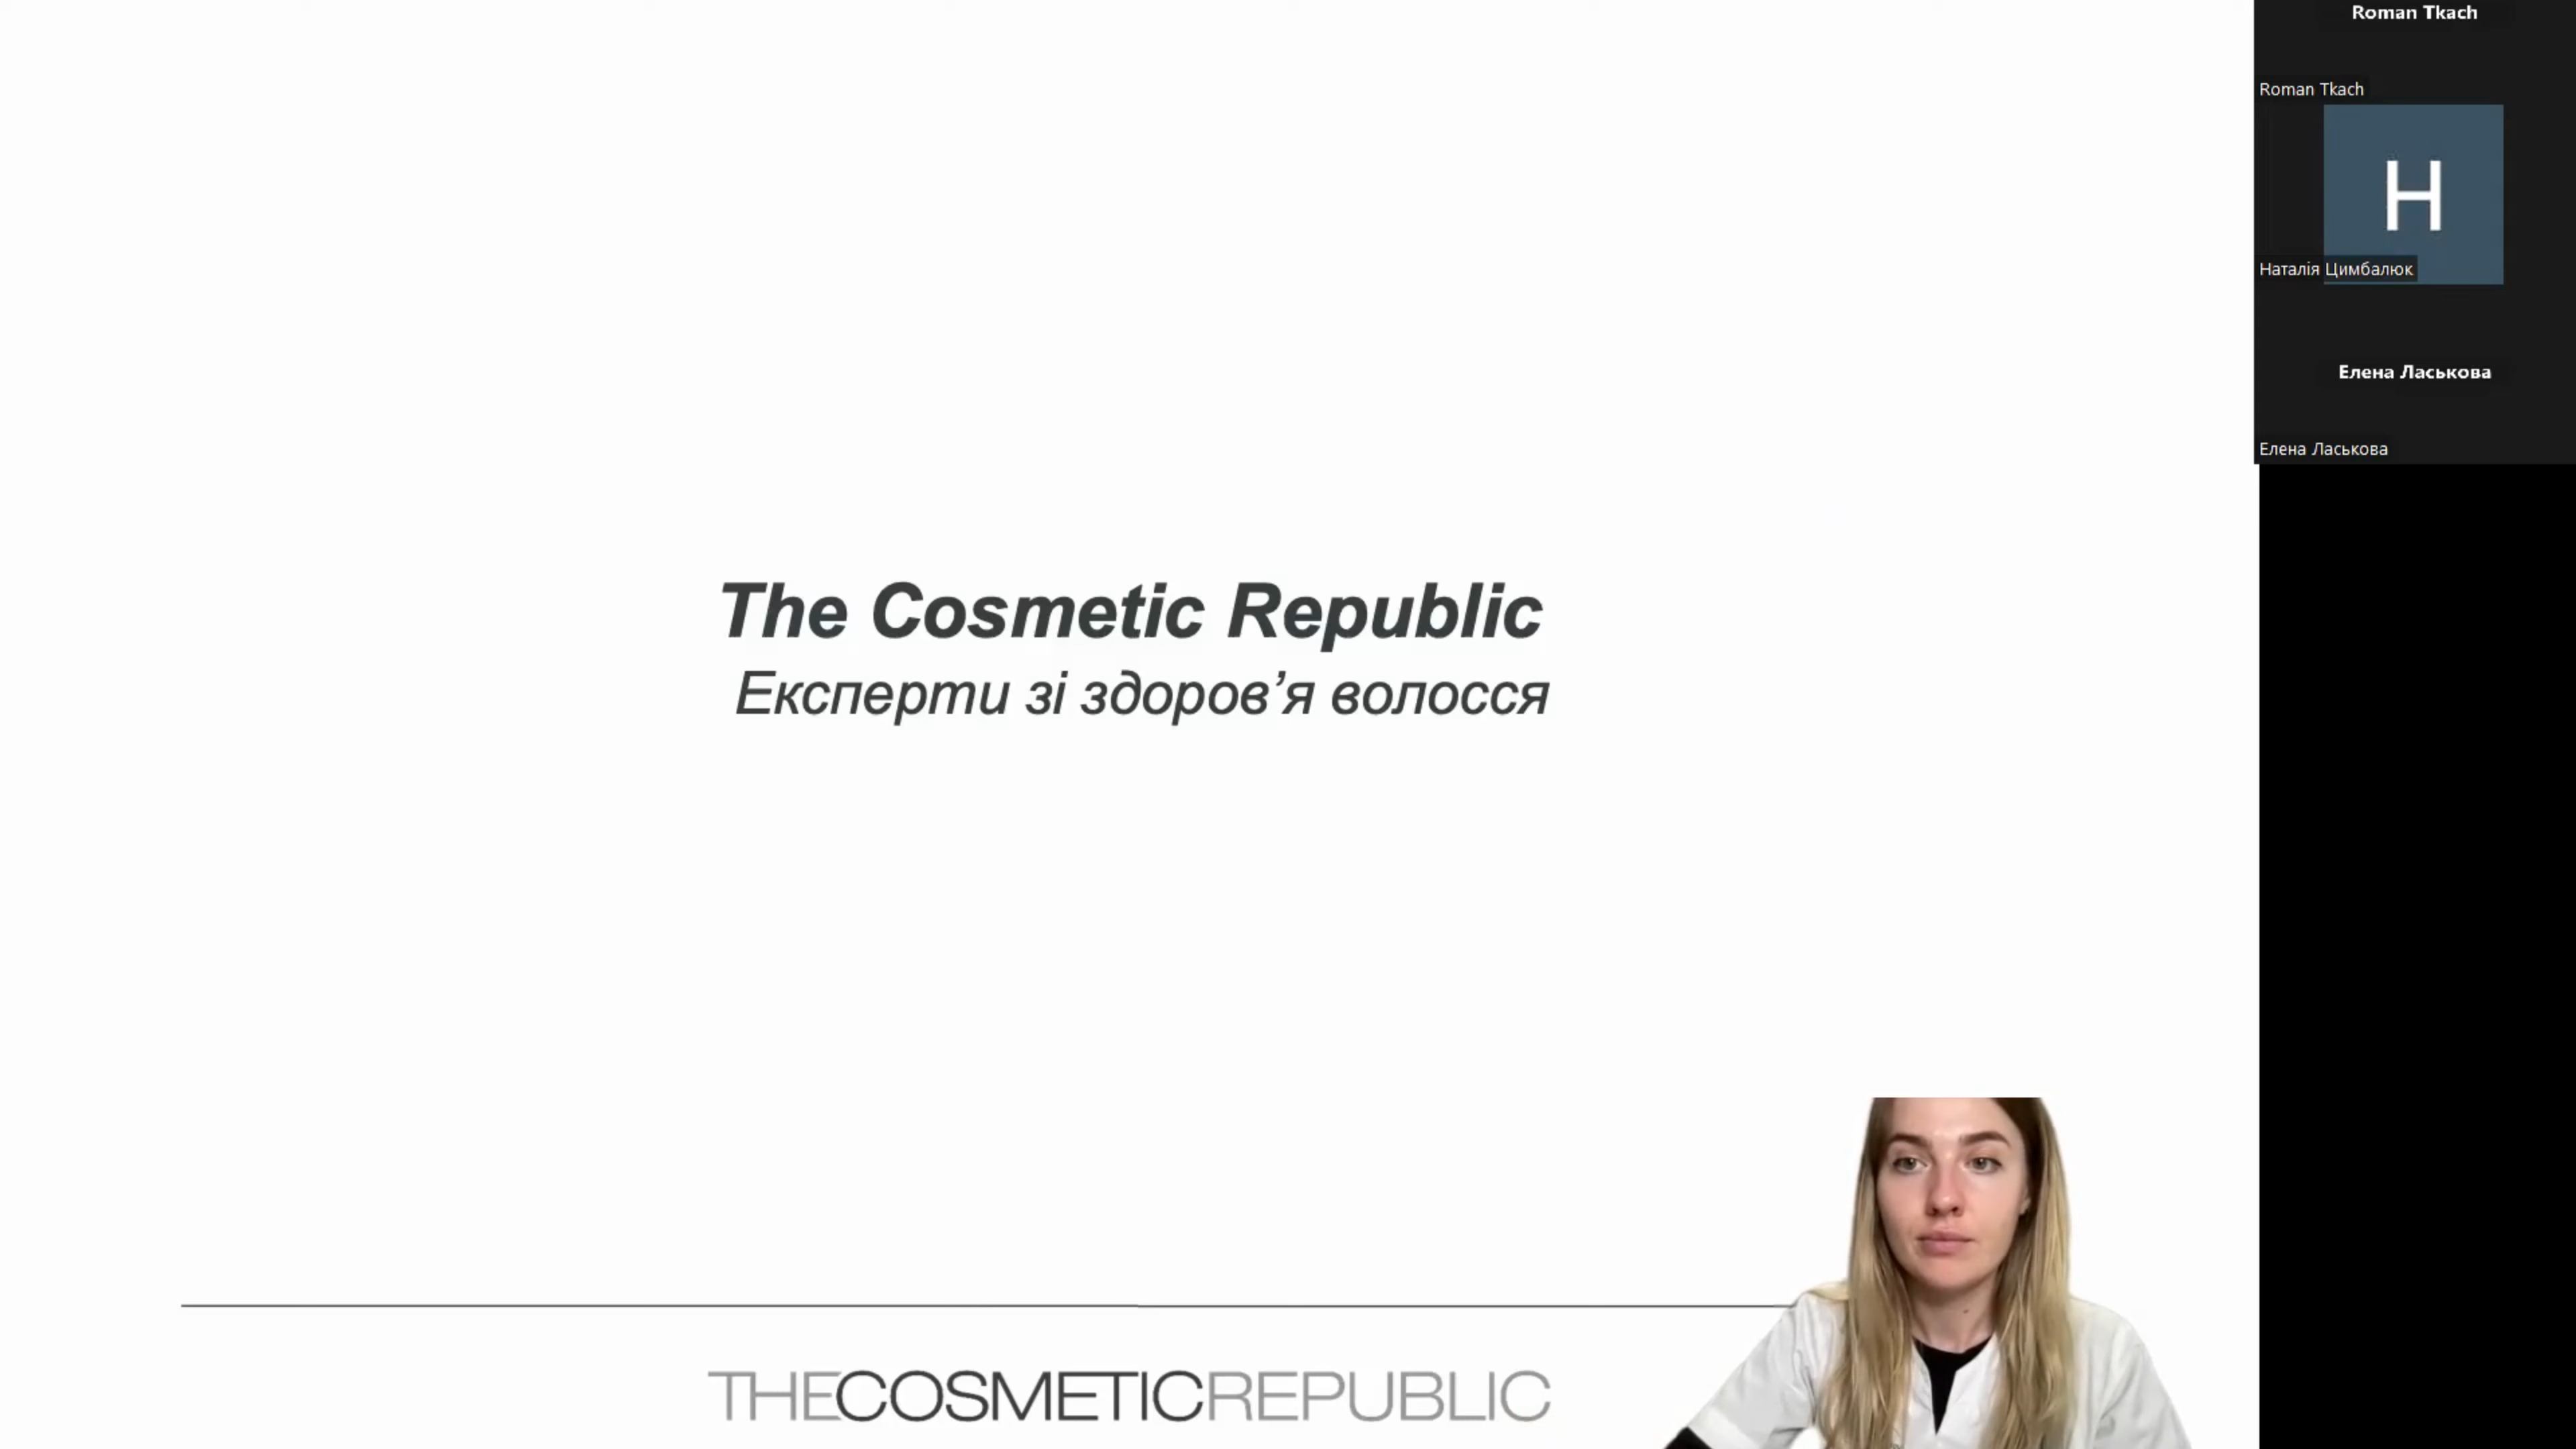 Roman Tkach
Roman Tkach
Н
Наталія Цимбалюк
Елена Ласькова
Елена Ласькова
The Cosmetic Republic
Експерти зі здоров’я волосся
THECOSMETICREPUBLIC